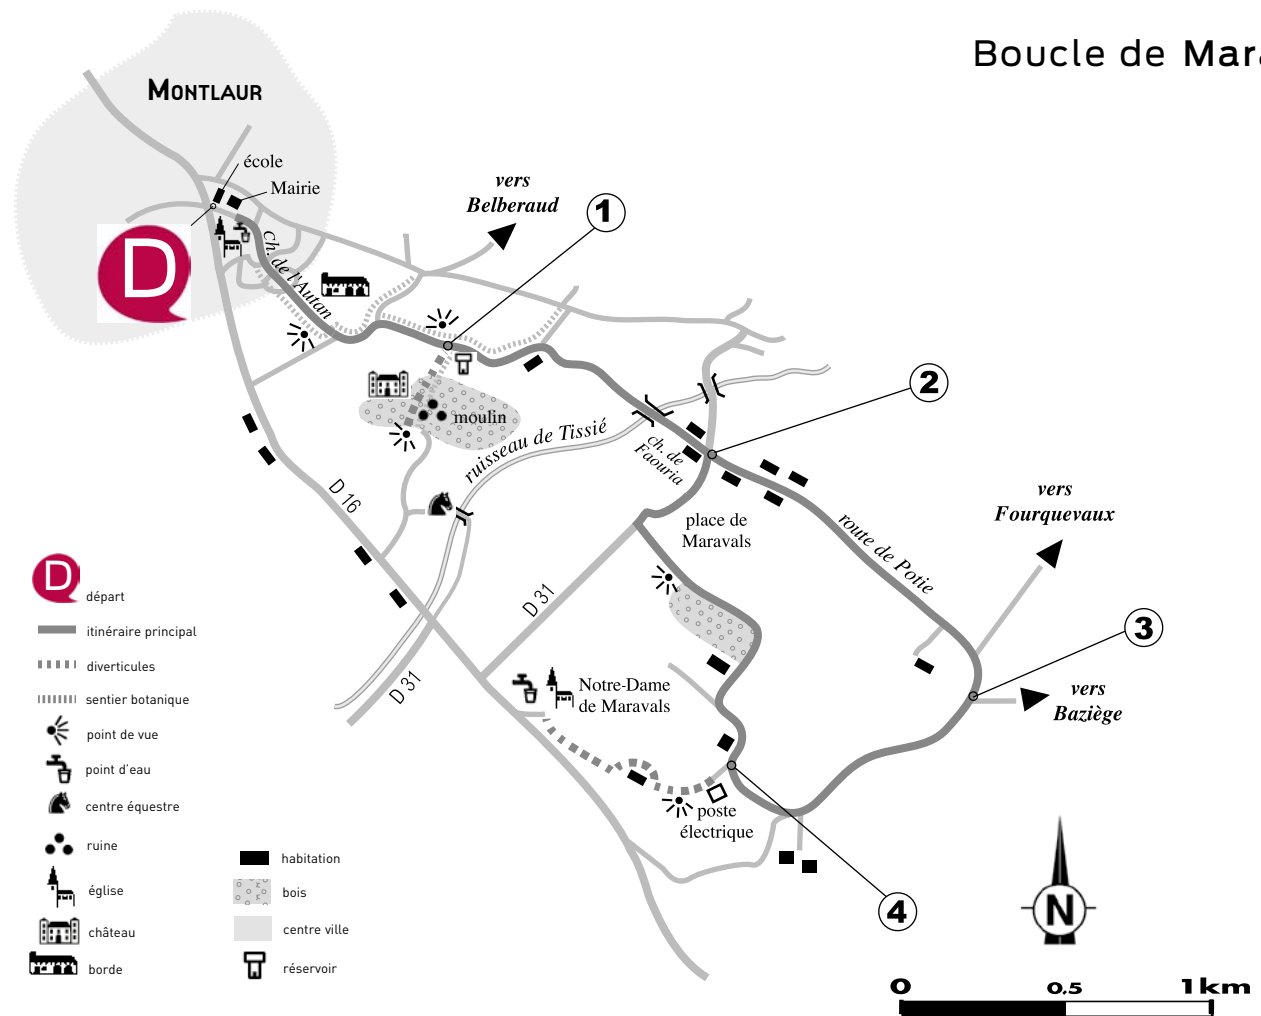 Boucle de Mar
MONTLAUR
école
Mairie
D
Ch. de l'Autan
vers
Belberaud
1
moulin
ruisseau de Tissié
ch. de
Faouria
2
place de
Maravals
route de Potie
vers
Fourquevaux
3
vers
Baziège
D 16
D 31
D 31
Notre-Dame
de Maravals
poste
électrique
4
D
départ
itinéraire principal
diverticules
sentier botanique
point de vue
point d'eau
centre équestre
ruine
église
château
borde
habitation
bois
centre ville
réservoir
N
0 0,5 1km